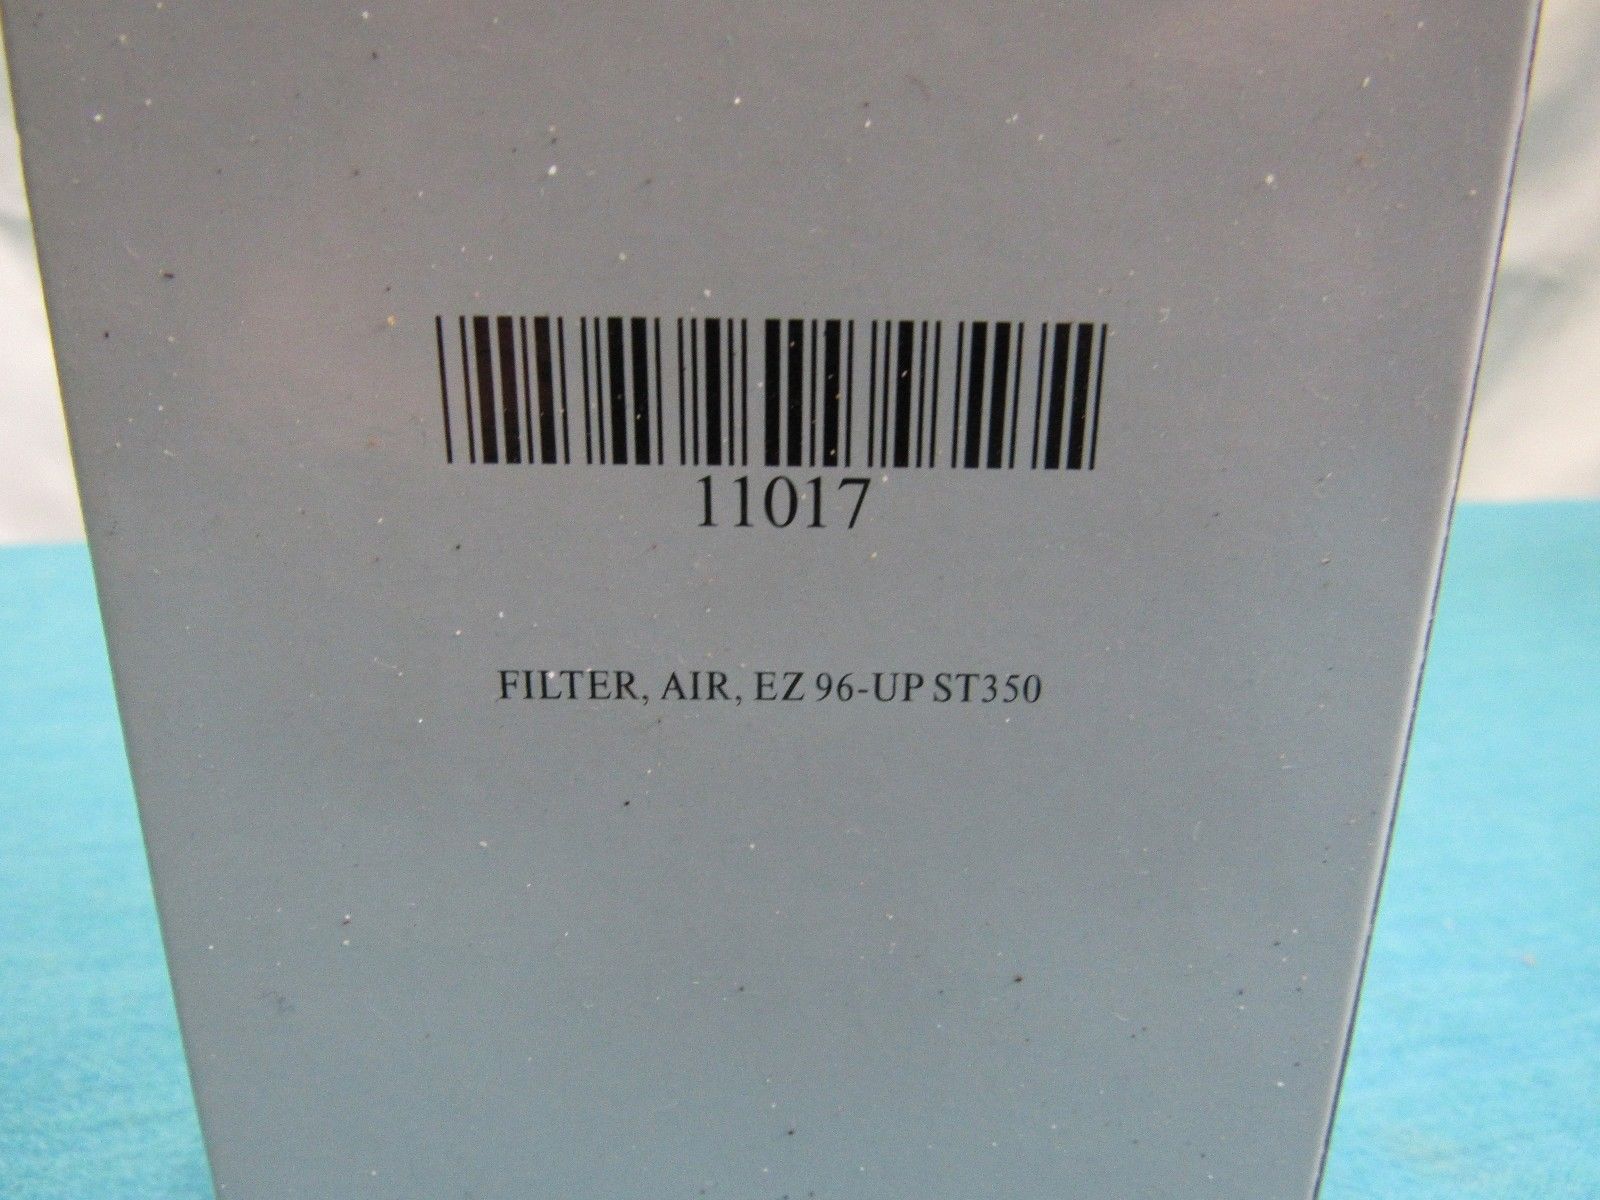 11017
FILTER, AIR, EZ 96-UP ST350